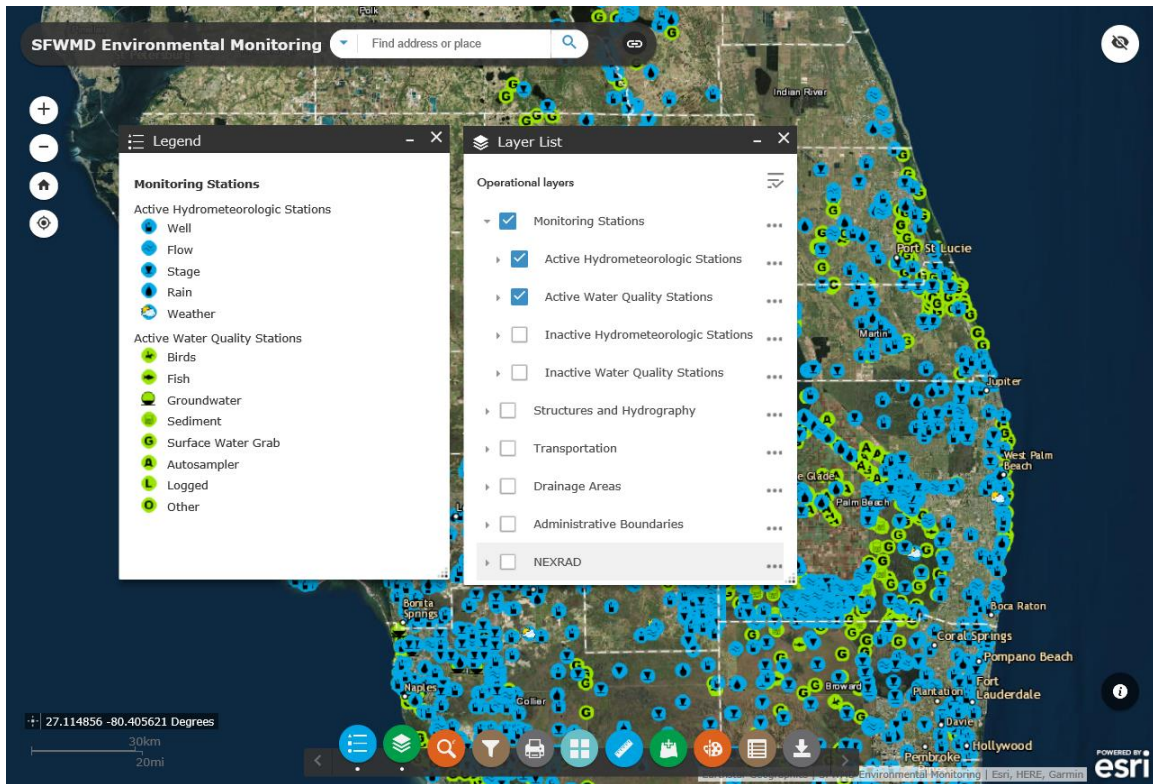 Polk
SFWMD Environmental Monitoring
Find address or place
Indian River
Legend
Monitoring Stations
Active Hydrometeorologic Stations
Well
Flow
Stage
Rain
Weather
Active Water Quality Stations
Birds
Fish
Groundwater
Sediment
G Surface Water Grab
A Autosampler
L Logged
O Other
Layer List
Operational layers
Monitoring Stations
Active Hydrometeorologic Stations
Active Water Quality Stations
Inactive Hydrometeorologic Stations
Inactive Water Quality Stations
Structures and Hydrography
Transportation
Drainage Areas
Administrative Boundaries
NEXRAD
Port St Lucie
Martin
Jupiter
West Palm
Beach
Palm Beach
Boca Raton
Coral Springs
Pompano Beach
Fort
Lauderdale
Plantation
Broward
Davie
Hollywood
Pembroke
Bonita
Springs
Naples
Collier
27.114856 -80.405621 Degrees
30km
20mi
Environmental Monitoring | Esri, HERE, Garmin
POWERED BY
esri